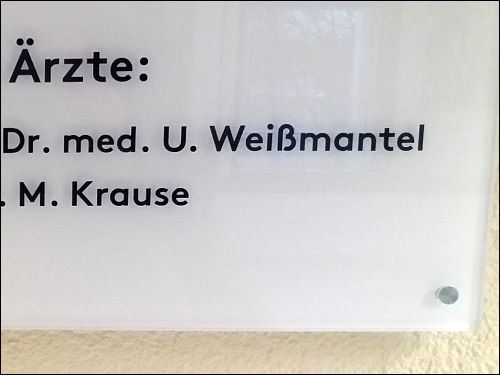 Ärzte:
Dr. med. U. Weißmantel
. M. Krause